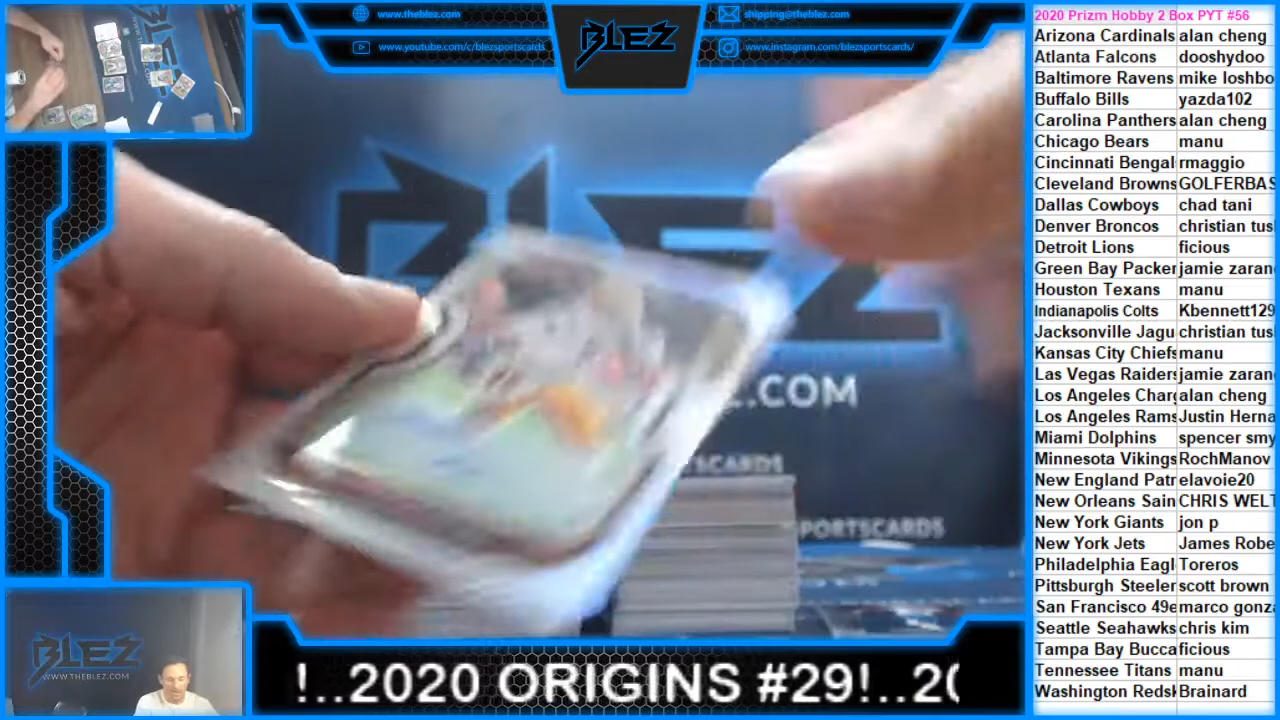 www.theblez.com
shipping@theblez.com
www.youtube.com/c/blezsportscards
www.instagram.com/blezsportscards/
BLEZ
BLEZ
.COM
SCARDS
SPORTSCARDS
BLEZ
WWW.THEBLEZ.COM
!..2020 ORIGINS #29!..20
2020 Prizm Hobby 2 Box PYT #56
Arizona Cardinals alan cheng
Atlanta Falcons dooshydoo
Baltimore Ravens mike loshbo
Buffalo Bills yazda102
Carolina Panthers alan cheng
Chicago Bears manu
Cincinnati Bengal rmaggio
Cleveland Browns GOLFERBAS
Dallas Cowboys chad tani
Denver Broncos christian tus
Detroit Lions ficious
Green Bay Packer jamie zaran
Houston Texans manu
Indianapolis Colts Kbennett129
Jacksonville Jagu christian tus
Kansas City Chiefs manu
Las Vegas Raiders jamie zaran
Los Angeles Charg alan cheng
Los Angeles Rams Justin Herna
Miami Dolphins spencer smy
Minnesota Vikings RochManov
New England Patr elavoie20
New Orleans Sain CHRIS WELT
New York Giants jon p
New York Jets James Robe
Philadelphia Eagl Toreros
Pittsburgh Steeler scott brown
San Francisco 49e marco gonza
Seattle Seahawks chris kim
Tampa Bay Bucca ficious
Tennessee Titans manu
Washington Redsk Brainard